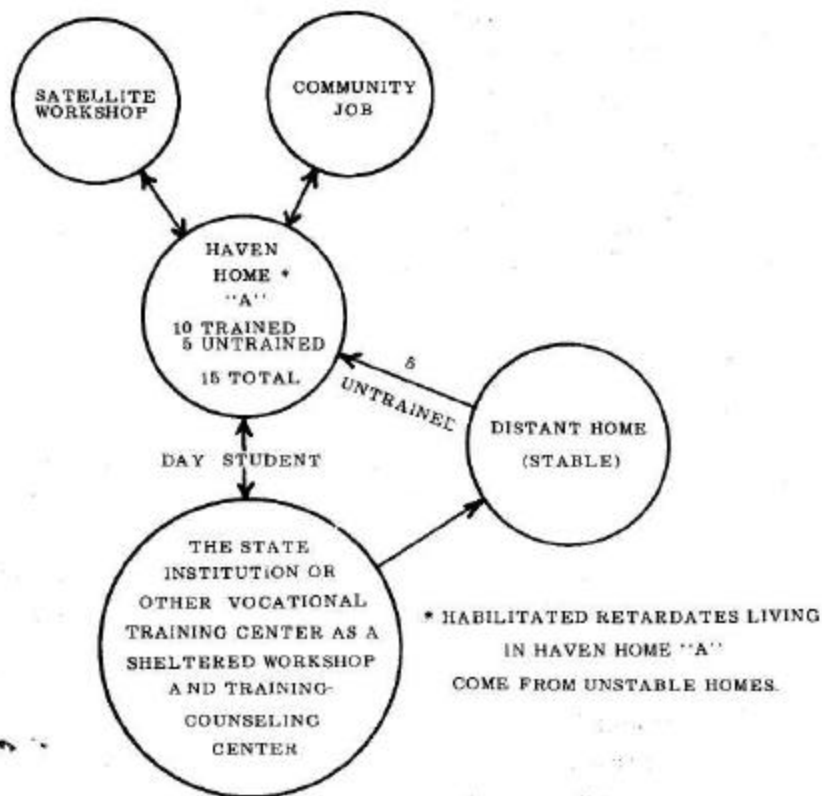 SATELLITE
WORKSHOP
COMMUNITY
JOB
HAVEN
HOME *
"A"
10 TRAINED
5 UNTRAINED
15 TOTAL
5
UNTRAINED
DISTANT HOME
(STABLE)
DAY STUDENT
THE STATE
INSTITUTION OR
OTHER VOCATIONAL
TRAINING CENTER AS A
SHELTERED WORKSHOP
AND TRAINING-
COUNSELING
CENTER
* HABILITATED RETARDATES LIVING
IN HAVEN HOME "A"
COME FROM UNSTABLE HOMES.